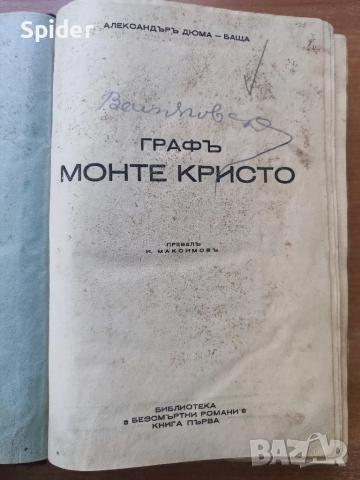 Spider
АЛЕКСАНДЪРЪ ДЮМА – БАЩА
ГРАФЪ
МОНТЕ КРИСТО
ПРЕВЕЛЪ
Н. МАКСИМОВЪ
БИБЛИОТЕКА
„БЕЗСМЪРТНИ РОМАНИ“
КНИГА ПЪРВА
BAZAR